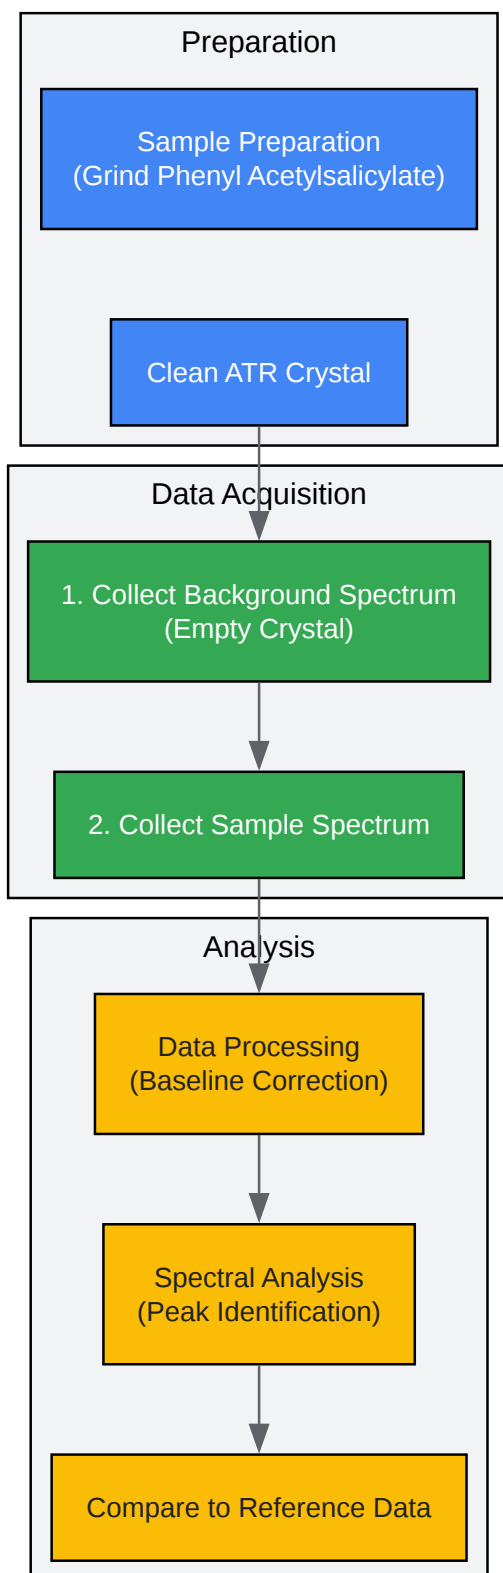 Preparation
Sample Preparation
(Grind Phenyl Acetylsalicylate)
Clean ATR Crystal
Data Acquisition
1. Collect Background Spectrum
(Empty Crystal)
2. Collect Sample Spectrum
Analysis
Data Processing
(Baseline Correction)
Spectral Analysis
(Peak Identification)
Compare to Reference Data